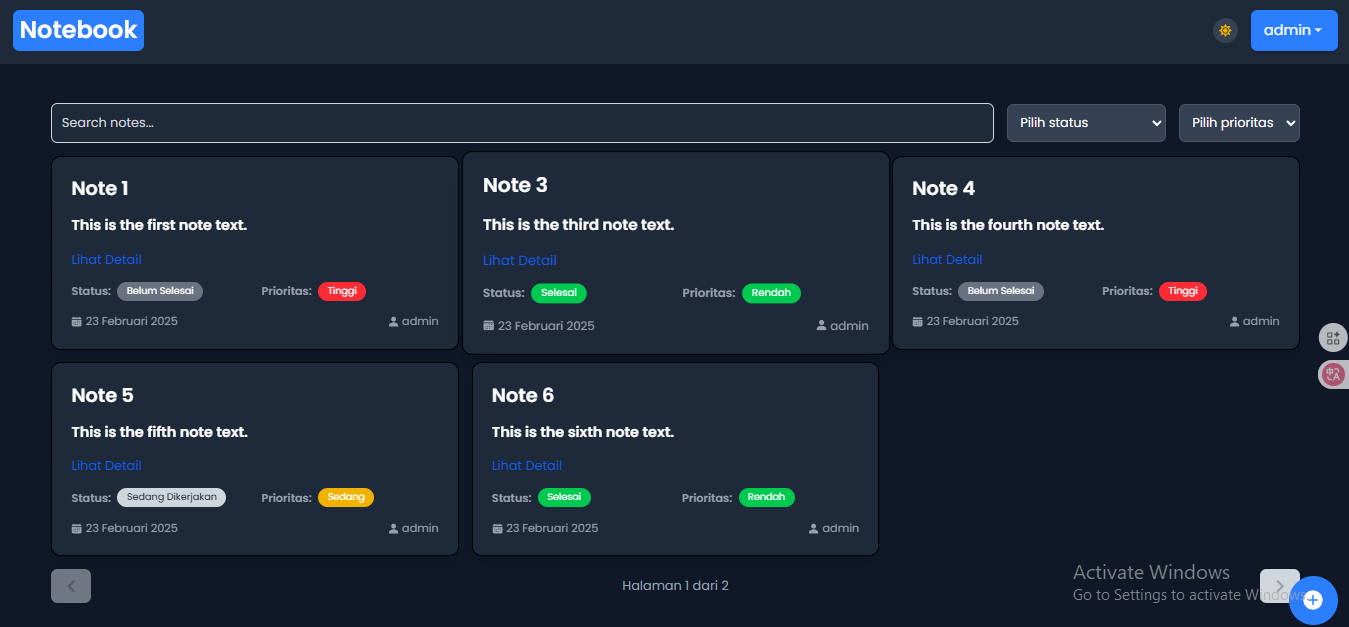 Notebook
admin
Search notes...
Pilih status
Pilih prioritas
Note 1
This is the first note text.
Lihat Detail
Status: Belum Selesai Prioritas: Tinggi
23 Februari 2025 admin
Note 3
This is the third note text.
Lihat Detail
Status: Selesai Prioritas: Rendah
23 Februari 2025 admin
Note 4
This is the fourth note text.
Lihat Detail
Status: Belum Selesai Prioritas: Tinggi
23 Februari 2025 admin
Note 5
This is the fifth note text.
Lihat Detail
Status: Sedang Dikerjakan Prioritas: Sedang
23 Februari 2025 admin
Note 6
This is the sixth note text.
Lihat Detail
Status: Selesai Prioritas: Rendah
23 Februari 2025 admin
Halaman 1 dari 2
Activate Windows
Go to Settings to activate Windows.